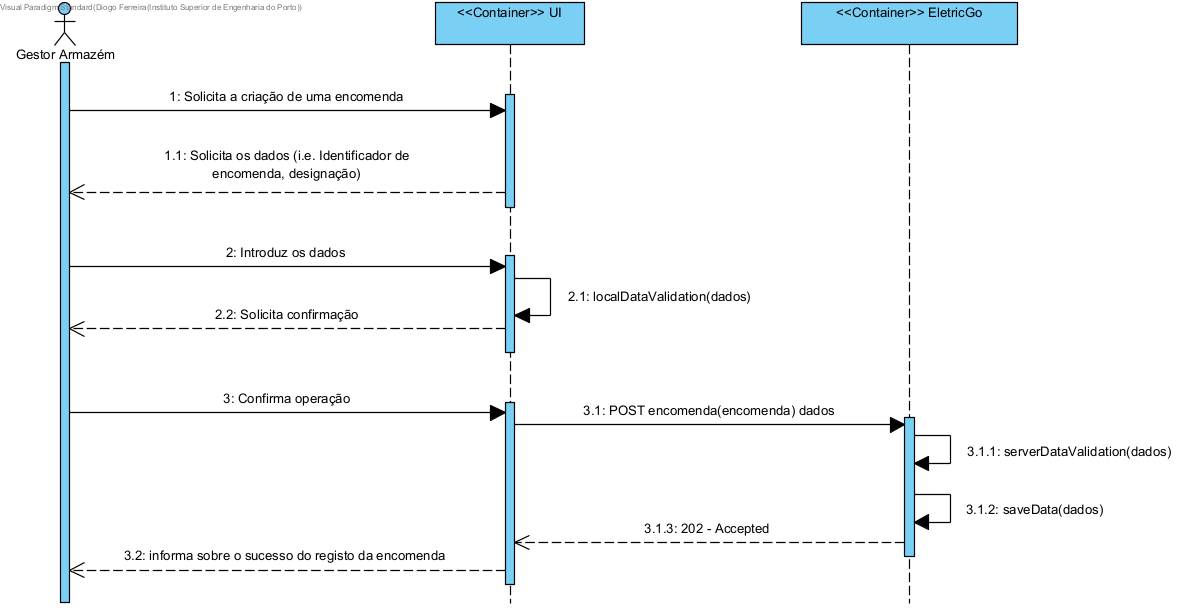 Visual Paradigm Standard(Diogo Ferreira(Instituto Superior de Engenharia do Porto))
<<Container>> UI
<<Container>> EletricGo
Gestor Armazém
1: Solicita a criação de uma encomenda
1.1: Solicita os dados (i.e. Identificador de
encomenda, designação)
2: Introduz os dados
2.1: localDataValidation(dados)
2.2: Solicita confirmação
3: Confirma operação
3.1: POST encomenda(encomenda) dados
3.1.1: serverDataValidation(dados)
3.1.2: saveData(dados)
3.1.3: 202 - Accepted
3.2: informa sobre o sucesso do registo da encomenda